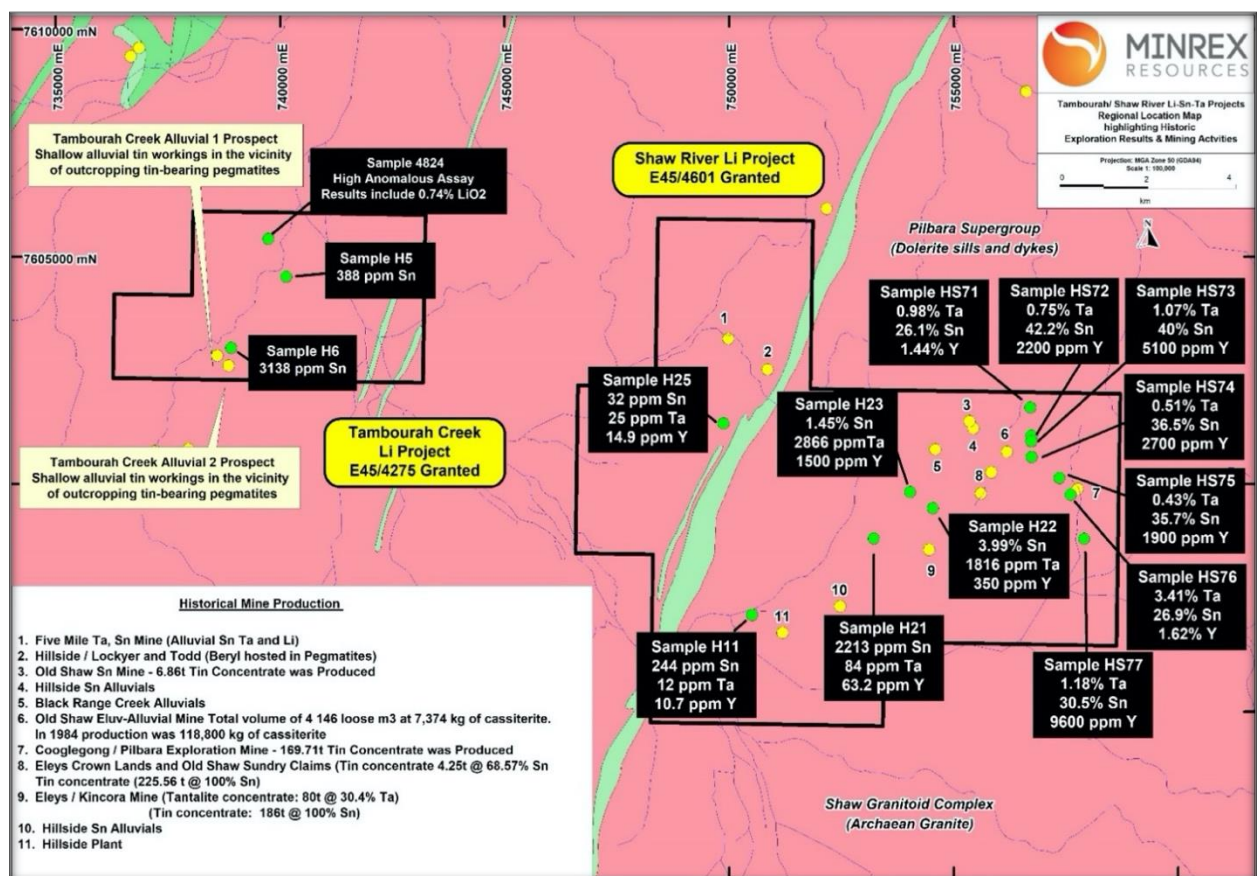 7610000 mN
735000 mE
740000 mE
745000 mE
750000 mE
755000 mE
MINREX
RESOURCES
Tambourah/ Shaw River Li-Sn-Ta Projects
Regional Location Map
highlighting Historic
Exploration Results & Mining Actvities
Projection: MGA Zone 50 (GDA94)
Scale 1: 100,000
0 2 4
km
N
Tambourah Creek Alluvial 1 Prospect
Shallow alluvial tin workings in the vicinity
of outcropping tin-bearing pegmatites
Sample 4824
High Anomalous Assay
Results include 0.74% LiO2
Shaw River Li Project
E45/4601 Granted
Pilbara Supergroup
(Dolerite sills and dykes)
7605000 mN
Sample H5
388 ppm Sn
Sample H6
3138 ppm Sn
Sample HS71
0.98% Ta
26.1% Sn
1.44% Y
Sample HS72
0.75% Ta
42.2% Sn
2200 ppm Y
Sample HS73
1.07% Ta
40% Sn
5100 ppm Y
1
2
Sample H25
32 ppm Sn
25 ppm Ta
14.9 ppm Y
Sample H23
1.45% Sn
2866 ppmTa
1500 ppm Y
3
4
5
6
7
8
9
10
11
Sample HS74
0.51% Ta
36.5% Sn
2700 ppm Y
Tambourah Creek
Li Project
E45/4275 Granted
Tambourah Creek Alluvial 2 Prospect
Shallow alluvial tin workings in the vicinity
of outcropping tin-bearing pegmatites
Sample HS75
0.43% Ta
35.7% Sn
1900 ppm Y
Sample H22
3.99% Sn
1816 ppm Ta
350 ppm Y
Sample HS76
3.41% Ta
26.9% Sn
1.62% Y
Sample H11
244 ppm Sn
12 ppm Ta
10.7 ppm Y
Sample H21
2213 ppm Sn
84 ppm Ta
63.2 ppm Y
Sample HS77
1.18% Ta
30.5% Sn
9600 ppm Y
Shaw Granitoid Complex
(Archaean Granite)
Historical Mine Production
1. Five Mile Ta, Sn Mine (Alluvial Sn Ta and Li)
2. Hillside / Lockyer and Todd (Beryl hosted in Pegmatites)
3. Old Shaw Sn Mine - 6.86t Tin Concentrate was Produced
4. Hillside Sn Alluvials
5. Black Range Creek Alluvials
6. Old Shaw Eluv-Alluvial Mine Total volume of 4 146 loose m3 at 7,374 kg of cassiterite.
In 1984 production was 118,800 kg of cassiterite
7. Cooglegong / Pilbara Exploration Mine - 169.71t Tin Concentrate was Produced
8. Eleys Crown Lands and Old Shaw Sundry Claims (Tin concentrate 4.25t @ 68.57% Sn
Tin concentrate (225.56 t @ 100% Sn)
9. Eleys / Kincora Mine (Tantalite concentrate: 80t @ 30.4% Ta)
(Tin concentrate: 186t @ 100% Sn)
10. Hillside Sn Alluvials
11. Hillside Plant